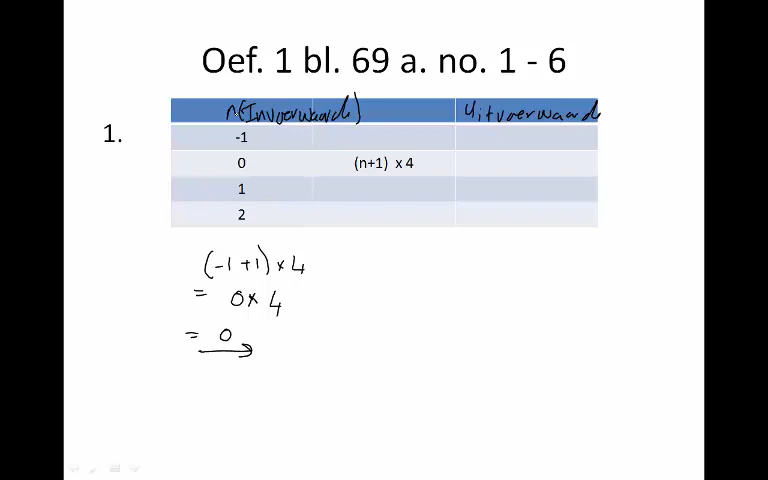 Oef. 1 bl. 69 a. no. 1 - 6
1.
n(Invoerwaarde) Uitvoerwaarde
-1
0 (n+1) x 4
1
2
(-1 +1) × 4
= 0 × 4
= 0